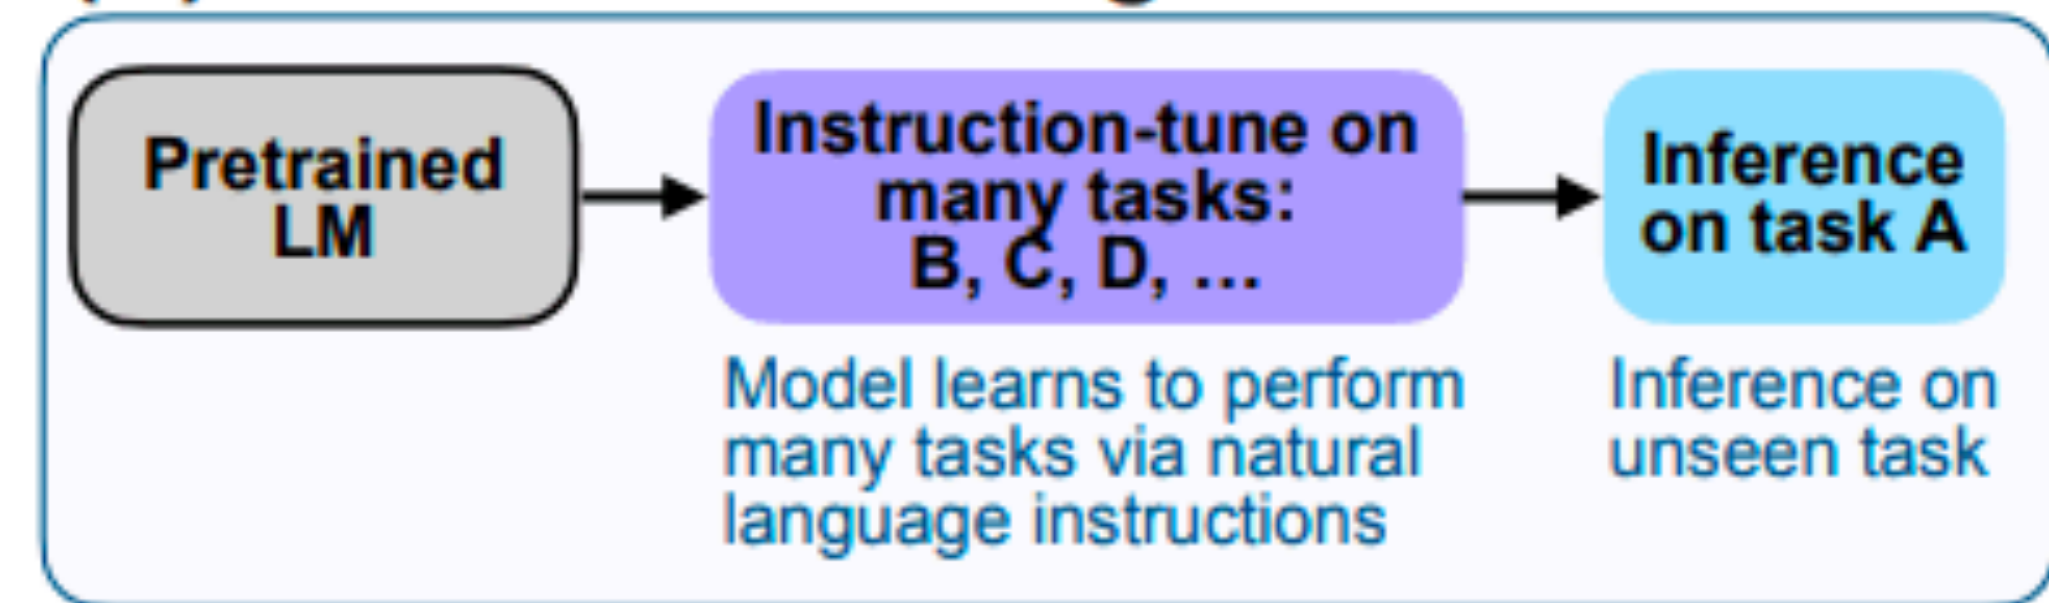 Pretrained
LM
Instruction-tune on
many tasks:
B, C, D, ...
Inference
on task A
Model learns to perform
many tasks via natural
language instructions
Inference on
unseen task